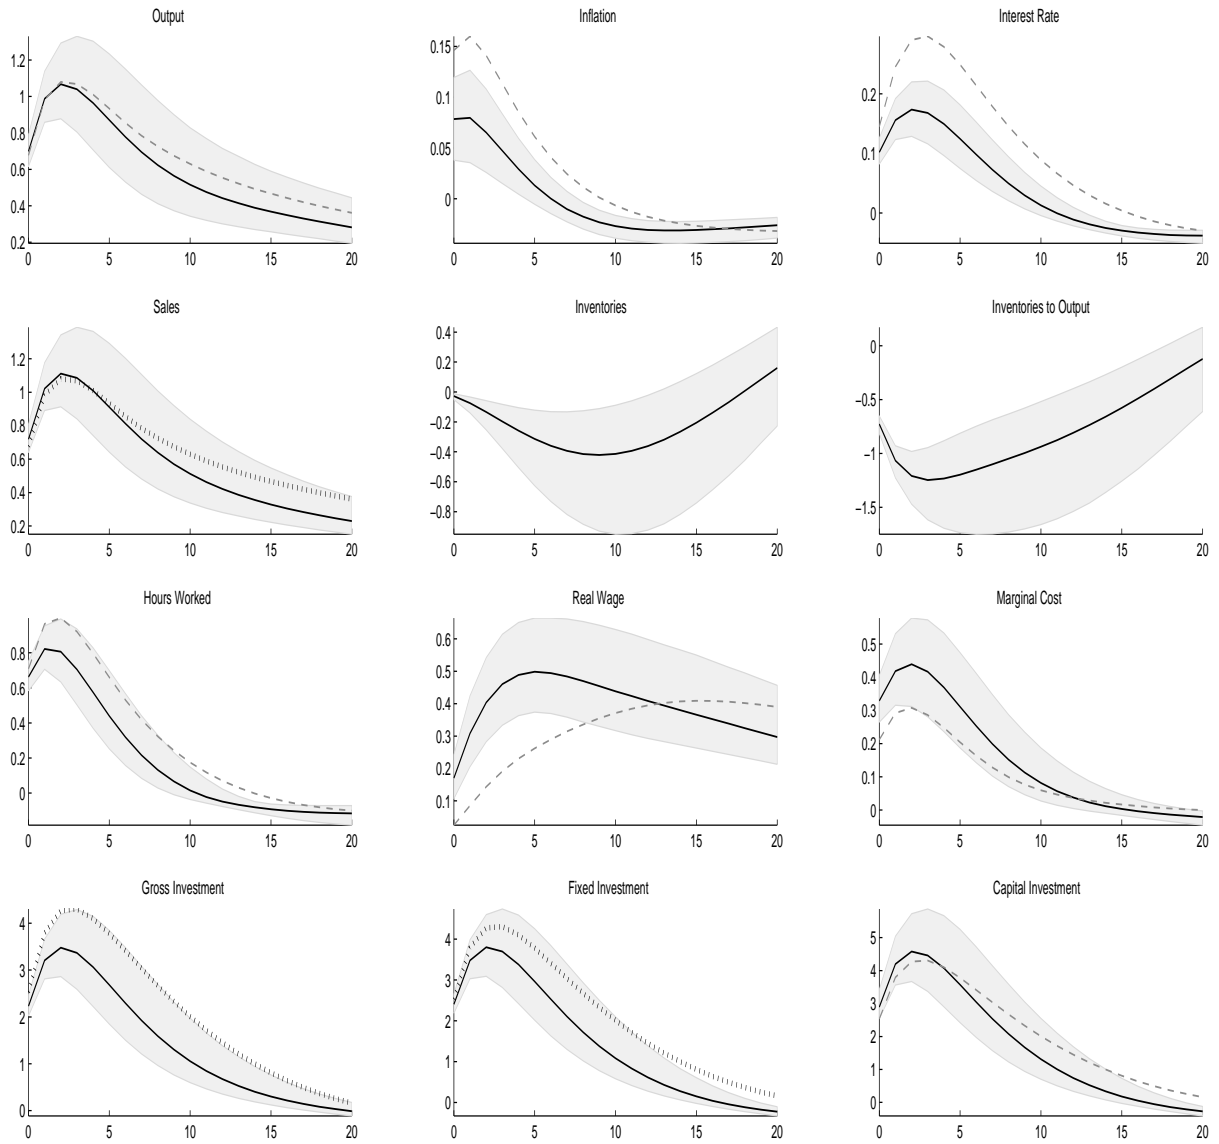 Output Inflation Interest Rate
1.2 0.15
1 0.1 0.2
0.8
0.6 0.05 0.1
0.4 0 0
0.2
0 5 10 15 20 0 5 10 15 20 0 5 10 15 20
Sales Inventories Inventories to Output
1.2 0.4 0
1 0.2
0.8 0 −0.5
0.6 −0.2
0.4 −0.4 −1
0.2 −0.6 −1.5
−0.8
0 5 10 15 20 0 5 10 15 20 0 5 10 15 20
Hours Worked Real Wage Marginal Cost
0.8 0.6 0.5
0.6 0.5 0.4
0.4 0.4 0.3
0.2 0.3 0.2
0 0.2 0.1
0.1 0
0 5 10 15 20 0 5 10 15 20 0 5 10 15 20
Gross Investment Fixed Investment Capital Investment
4 4 5
3 3 4
2 2 3
1 1 2
0 0 1
0
0 5 10 15 20 0 5 10 15 20 0 5 10 15 20